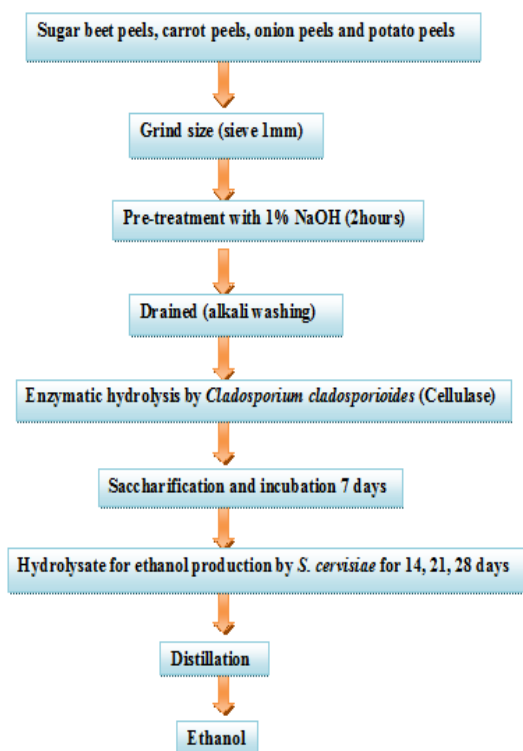 Sugar beet peels, carrot peels, onion peels and potato peels
Grind size (sieve 1mm)
Pre-treatment with 1% NaOH (2hours)
Drained (alkali washing)
Enzymatic hydrolysis by Cladosporium cladosporioides (Cellulase)
Saccharification and incubation 7 days
Hydrolysate for ethanol production by S. cervisiae for 14, 21, 28 days
Distillation
Ethanol